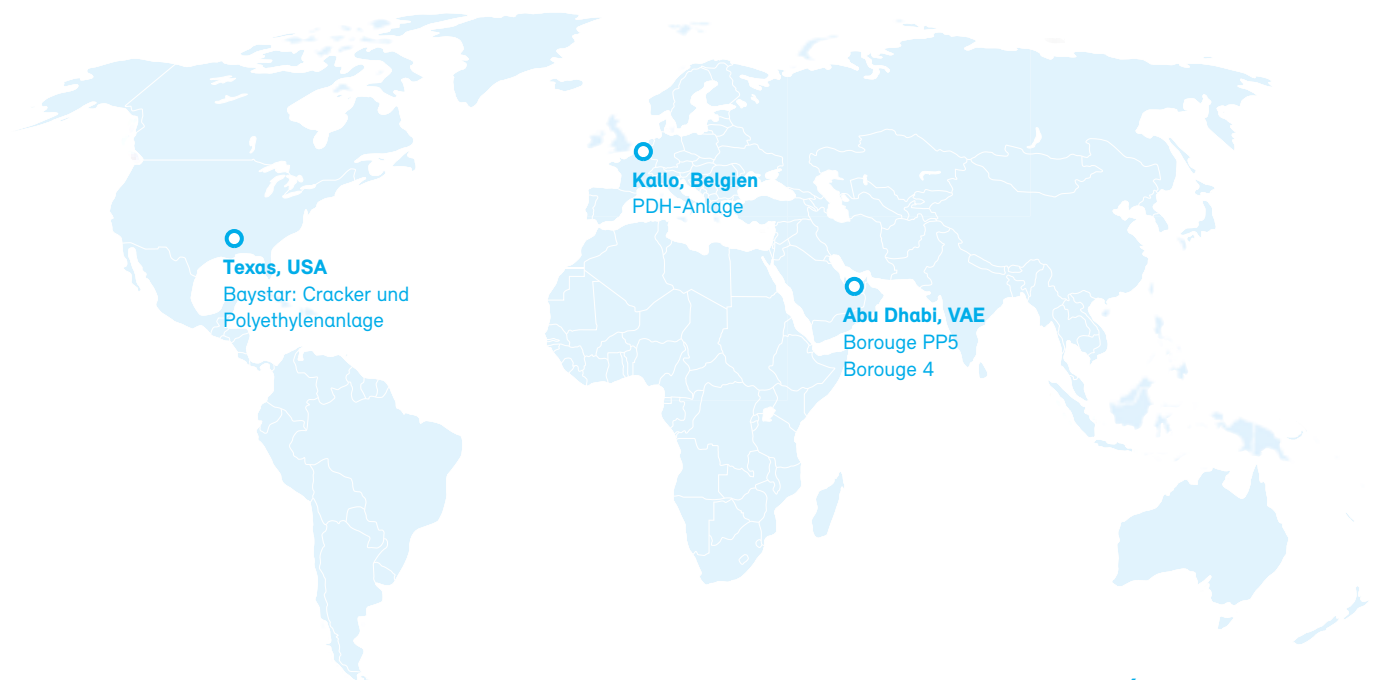 Kallo, Belgien
PDH-Anlage
Texas, USA
Baystar: Cracker und
Polyethylenanlage
Abu Dhabi, VAE
Borouge PP5
Borouge 4